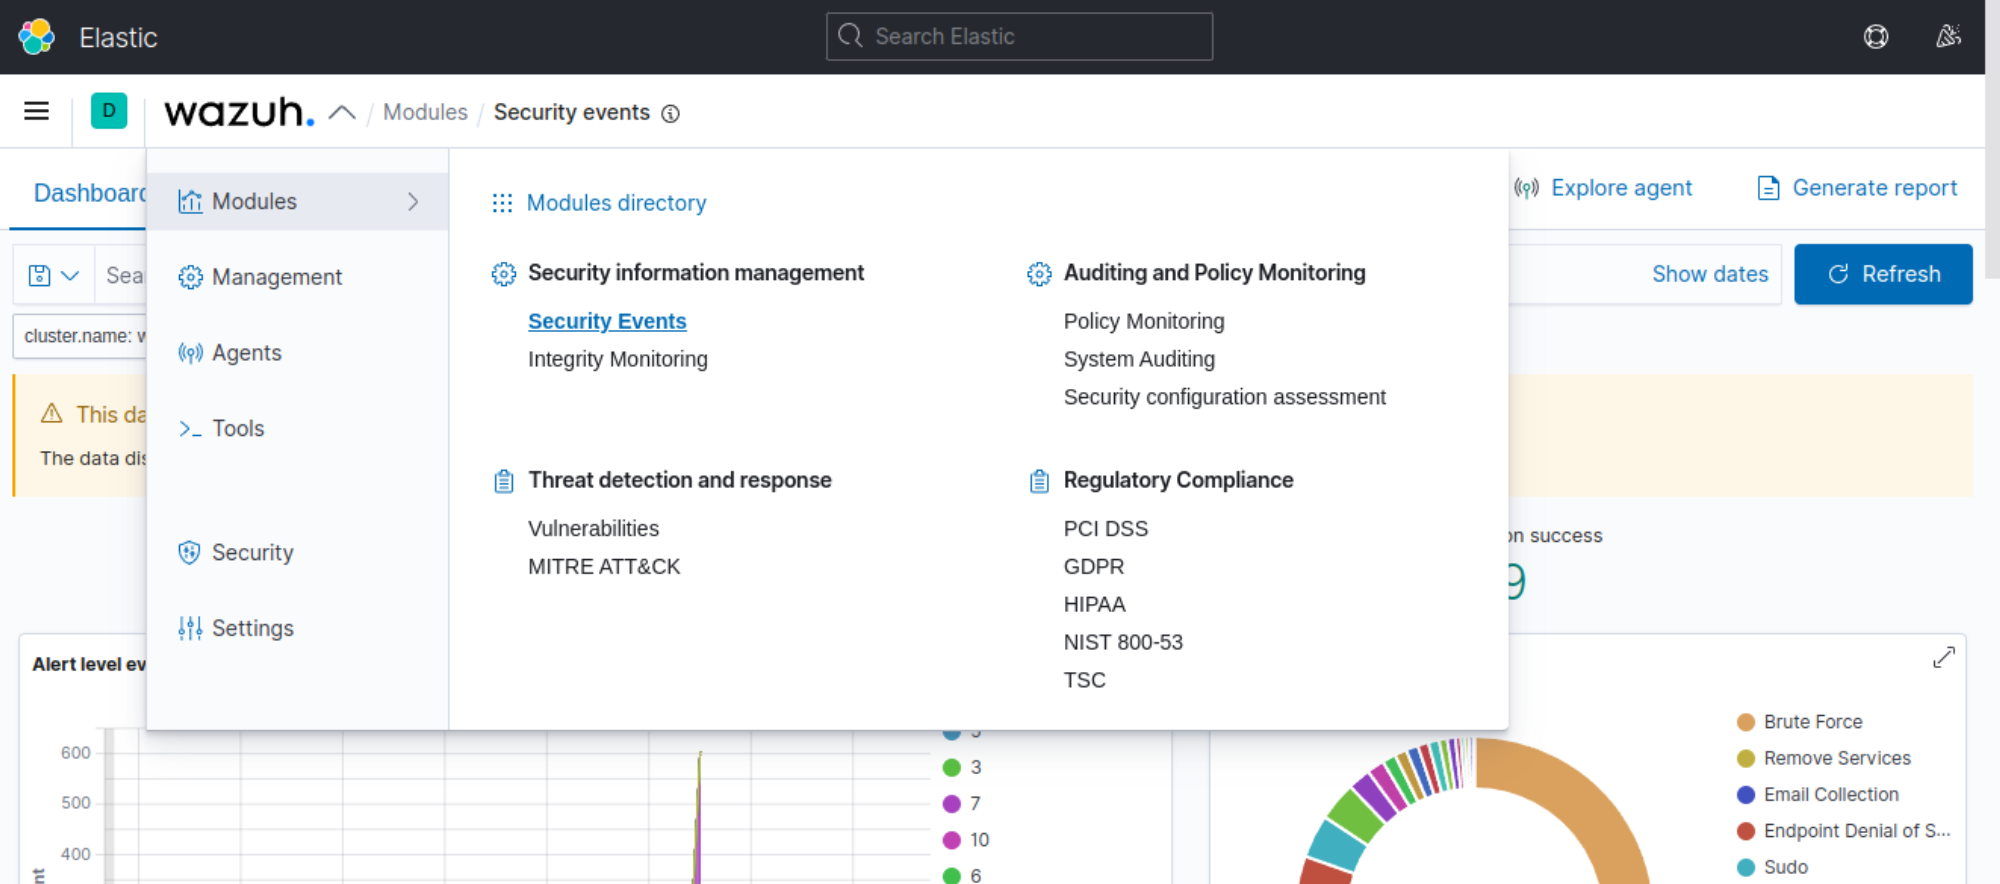 Elastic
Search Elastic
D
wazuh.
/ Modules / Security events
Dashboard
Modules
Modules directory
Explore agent
Generate report
Security information management
Auditing and Policy Monitoring
Management
Sea
Show dates
Refresh
Security Events
Policy Monitoring
cluster.name: w
Agents
Integrity Monitoring
System Auditing
Security configuration assessment
This da
Tools
The data dis
Threat detection and response
Regulatory Compliance
Vulnerabilities
PCI DSS
on success
Security
MITRE ATT&CK
GDPR
9
HIPAA
Settings
NIST 800-53
Alert level ev
TSC
600
500
400
nt
3
7
10
6
Brute Force
Remove Services
Email Collection
Endpoint Denial of S...
Sudo